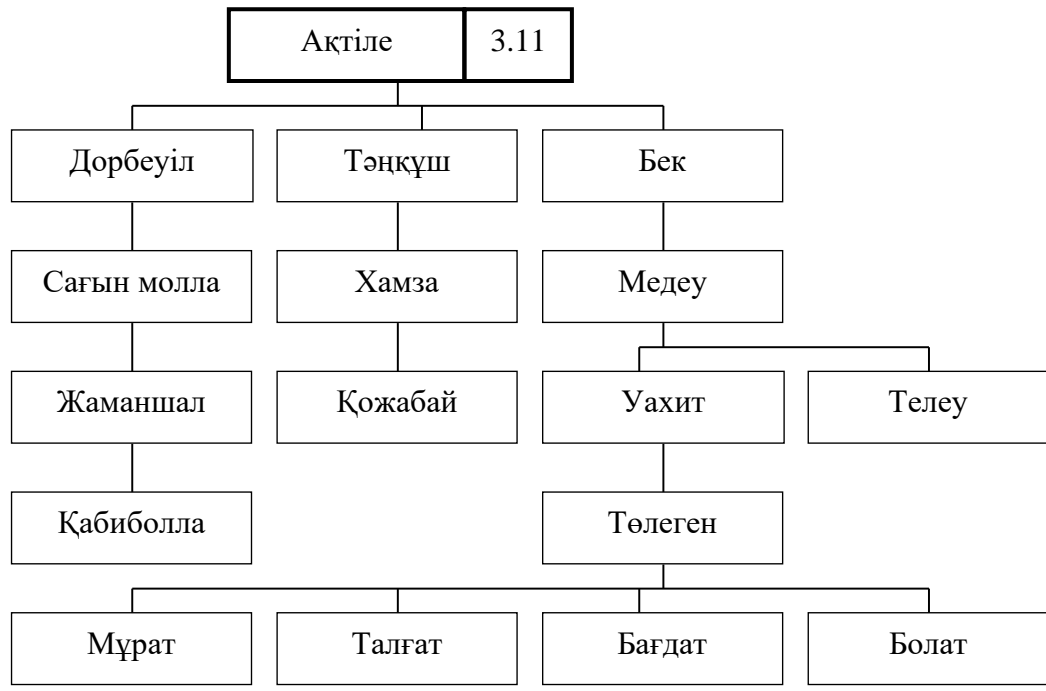 Ақтіле 3.11
Дорбеуіл Тәңқұш Бек
Сағын молла Хамза Медеу
Жаманшал Қожабай Уахит Телеу
Қабиболла Төлеген
Мұрат Талғат Бағдат Болат